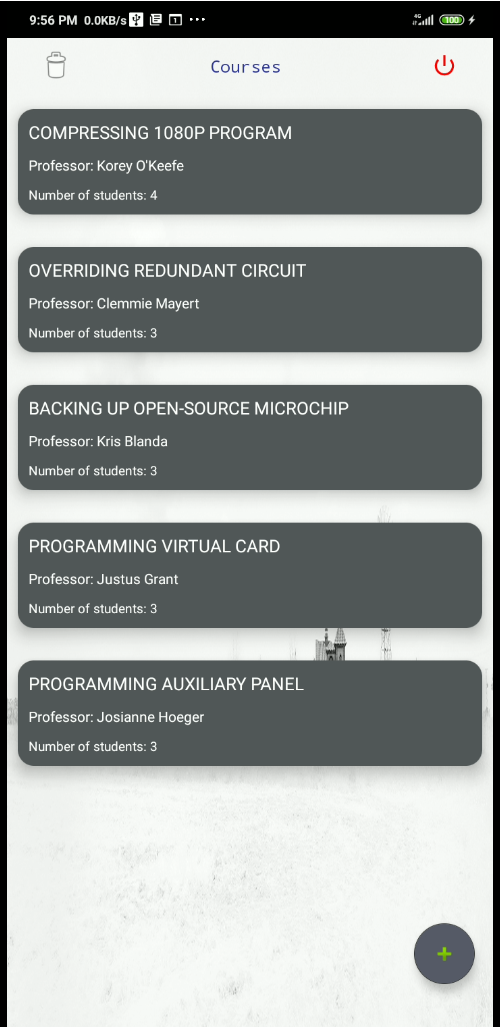 9:56 PM 0.0KB/s 1 ... 4G 100
Courses
COMPRESSING 1080P PROGRAM
Professor: Korey O'Keefe
Number of students: 4
OVERRIDING REDUNDANT CIRCUIT
Professor: Clemmie Mayert
Number of students: 3
BACKING UP OPEN-SOURCE MICROCHIP
Professor: Kris Blanda
Number of students: 3
PROGRAMMING VIRTUAL CARD
Professor: Justus Grant
Number of students: 3
PROGRAMMING AUXILIARY PANEL
Professor: Josianne Hoeger
Number of students: 3
+